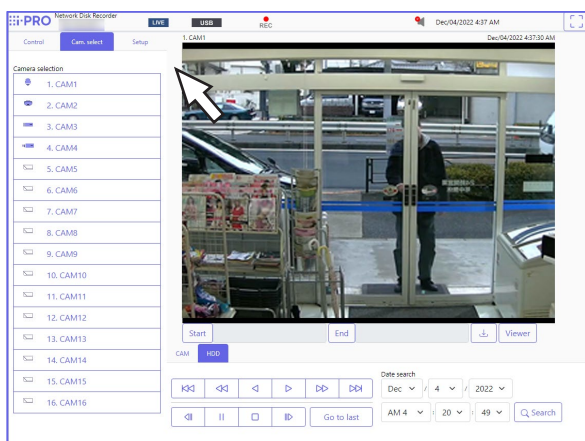 i-PRO Network Disk Recorder LIVE USB REC Dec/04/2022 4:37 AM
Control Cam. select Setup
1. CAM1 Dec/04/2022 4:37:30 AM
Camera selection
1. CAM1
2. CAM2
3. CAM3
4. CAM4
5. CAM5
6. CAM6
7. CAM7
8. CAM8
9. CAM9
10. CAM10
11. CAM11
12. CAM12
13. CAM13
14. CAM14
15. CAM15
16. CAM16
Start End Viewer
CAM HDD
Date search
Dec / 4 / 2022
Go to last
AM 4 : 20 : 49 Search